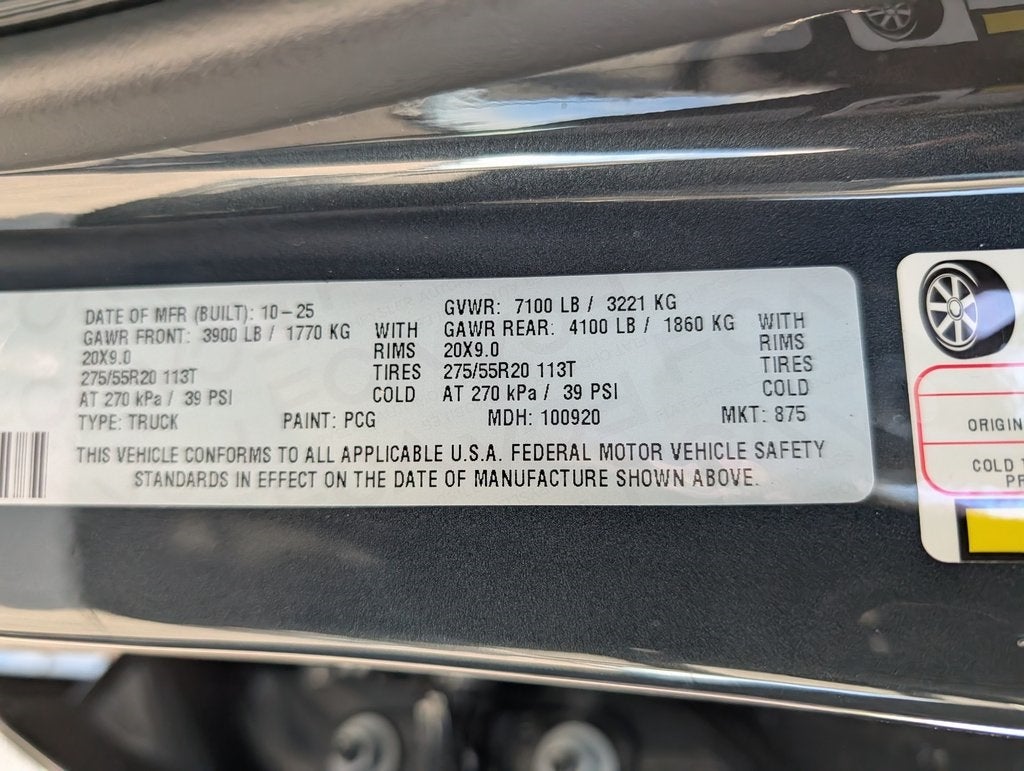 DATE OF MFR (BUILT): 10-25 GVWR: 7100 LB / 3221 KG
GAWR FRONT: 3900 LB / 1770 KG WITH GAWR REAR: 4100 LB / 1860 KG WITH
20X9.0 RIMS 20X9.0 RIMS
275/55R20 113T TIRES 275/55R20 113T TIRES
AT 270 kPa / 39 PSI COLD AT 270 kPa / 39 PSI COLD
TYPE: TRUCK PAINT: PCG MDH: 100920 MKT: 875
THIS VEHICLE CONFORMS TO ALL APPLICABLE U.S.A. FEDERAL MOTOR VEHICLE SAFETY
STANDARDS IN EFFECT ON THE DATE OF MANUFACTURE SHOWN ABOVE.
COLD